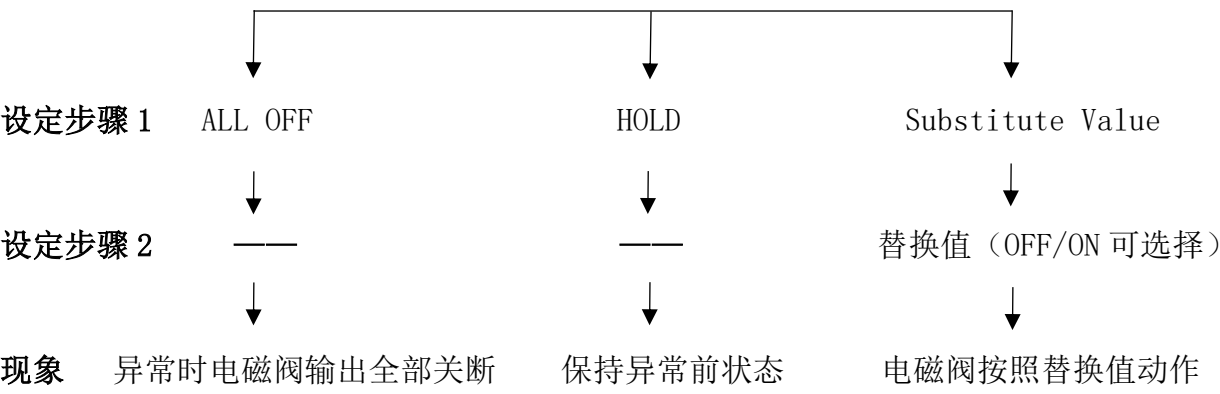 设定步骤1 ALL OFF HOLD Substitute Value
设定步骤2 —— —— 替换值（OFF/ON可选择）
现象 异常时电磁阀输出全部关断 保持异常前状态 电磁阀按照替换值动作